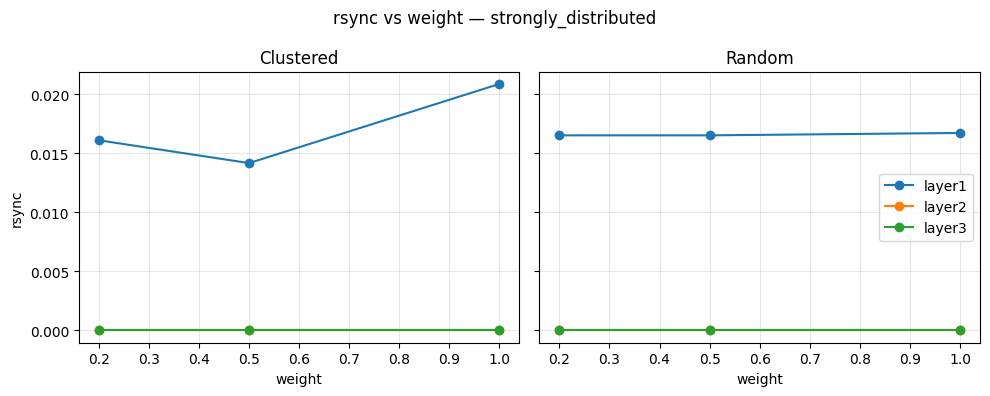 rsync vs weight — strongly_distributed
Clustered
Random
0.020
0.015
0.010
0.005
0.000
rsync
layer1
layer2
layer3
0.2 0.3 0.4 0.5 0.6 0.7 0.8 0.9 1.0
0.2 0.3 0.4 0.5 0.6 0.7 0.8 0.9 1.0
weight
weight